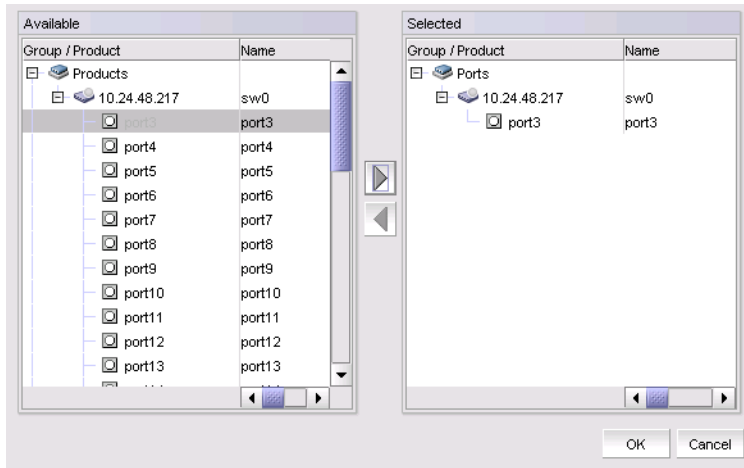 Available
Group / Product Name
Products
10.24.48.217 sw0
port3 port3
port4 port4
port5 port5
port6 port6
port7 port7
port8 port8
port9 port9
port10 port10
port11 port11
port12 port12
port13 port13
Selected
Group / Product Name
Ports
10.24.48.217 sw0
port3 port3
OK Cancel